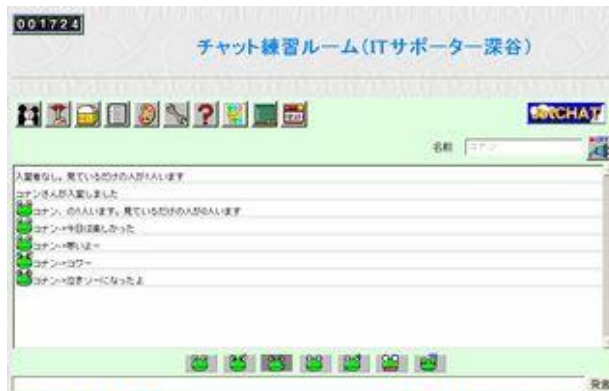 001724
チャット練習ルーム(ITサポーター深谷)
CHAT
名前 コナン
入室者なし。見ているだけの人が1人います
コナンさんが入室しました
コナン、の1人います。見ているだけの人が0人います
コナン→今日は楽しかった
コナン→寒いよー
コナン→コワー
コナン→泣きソーになったよ